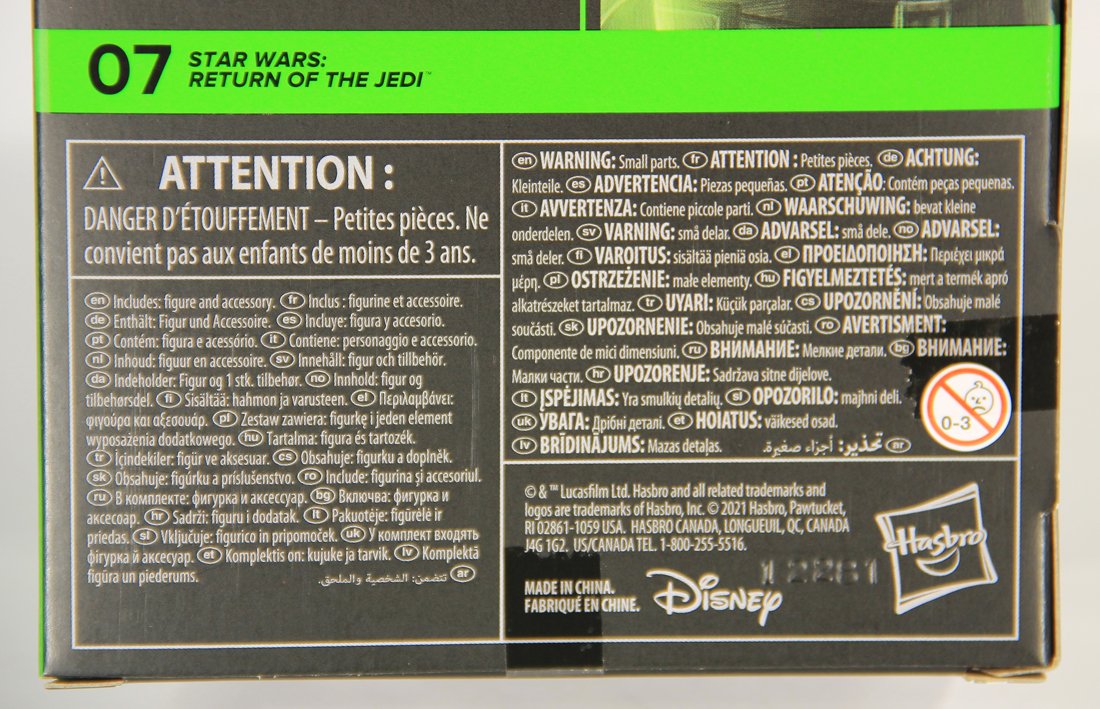 07
STAR WARS:
RETURN OF THE JEDI™
ATTENTION :
DANGER D'ÉTOUFFEMENT – Petites pièces. Ne
convient pas aux enfants de moins de 3 ans.
en Includes: figure and accessory. fr Inclus : figurine et accessoire.
de Enthält: Figur und Accessoire. es Incluye: figura y accesorio.
pt Contém: figura e acessório. it Contiene: personaggio e accessorio.
nl Inhoud: figuur en accessoire. sv Innehåll: figur och tillbehör.
da Indeholder: Figur og 1 stk. tilbehør. no Innhold: figur og
tilbehørsdel. fi Sisältää: hahmon ja varusteen. el Περιλαμβάνει:
φιγούρα και αξεσουάρ. pl Zestaw zawiera: figurkę i jeden element
wyposażenia dodatkowego. hu Tartalma: figura és tartozék.
tr İçindekiler: figür ve aksesuar. cs Obsahuje: figurku a doplněk.
sk Obsahuje: figúrku a príslušenstvo. ro Include: figurina și accesoriul.
ru В комплекте: фигурка и аксессуар. bg Включва: фигурка и
аксесоар. hr Sadrži: figuru i dodatak. lt Pakuotėje: figūrėlė ir
priedas. sl Vključuje: figurico in pripomoček. uk У комплект входять
фігурка й аксесуар. et Komplektis on: kujuke ja tarvik. lv Komplektā
figūra un piederums.
ar تتضمن: الشخصية والملحق.
en WARNING: Small parts. fr ATTENTION : Petites pièces. de ACHTUNG:
Kleinteile. es ADVERTENCIA: Piezas pequeñas. pt ATENÇÃO: Contém peças pequenas.
it AVVERTENZA: Contiene piccole parti. nl WAARSCHUWING: bevat kleine
onderdelen. sv VARNING: små delar. da ADVARSEL: små dele. no ADVARSEL:
små deler. fi VAROITUS: sisältää pieniä osia. el ΠΡΟΕΙΔΟΠΟΙΗΣΗ: Περιέχει μικρά
μέρη. pl OSTRZEŻENIE: małe elementy. hu FIGYELMEZTETÉS: mert a termék apró
alkatrészeket tartalmaz. tr UYARI: Küçük parçalar. cs UPOZORNĚNÍ: Obsahuje malé
součásti. sk UPOZORNENIE: Obsahuje malé súčasti. ro AVERTISMENT:
Componente de mici dimensiuni. ru ВНИМАНИЕ: Мелкие детали. bg ВНИМАНИЕ:
Малки части. hr UPOZORENJE: Sadržava sitne dijelove.
lt ĮSPĖJIMAS: Yra smulkių detalių. sl OPOZORILO: majhni deli.
uk УВАГА: Дрібні деталі. et HOIATUS: väikesed osad.
lv BRĪDINĀJUMS: Mazas detaļas. ar تحذير: أجزاء صغيرة.
0-3
© & ™ Lucasfilm Ltd. Hasbro and all related trademarks and
logos are trademarks of Hasbro, Inc. © 2021 Hasbro, Pawtucket,
RI 02861-1059 USA. HASBRO CANADA, LONGUEUIL, QC, CANADA
J4G 1G2. US/CANADA TEL. 1-800-255-5516.
MADE IN CHINA.
FABRIQUÉ EN CHINE.
Disney
Hasbro